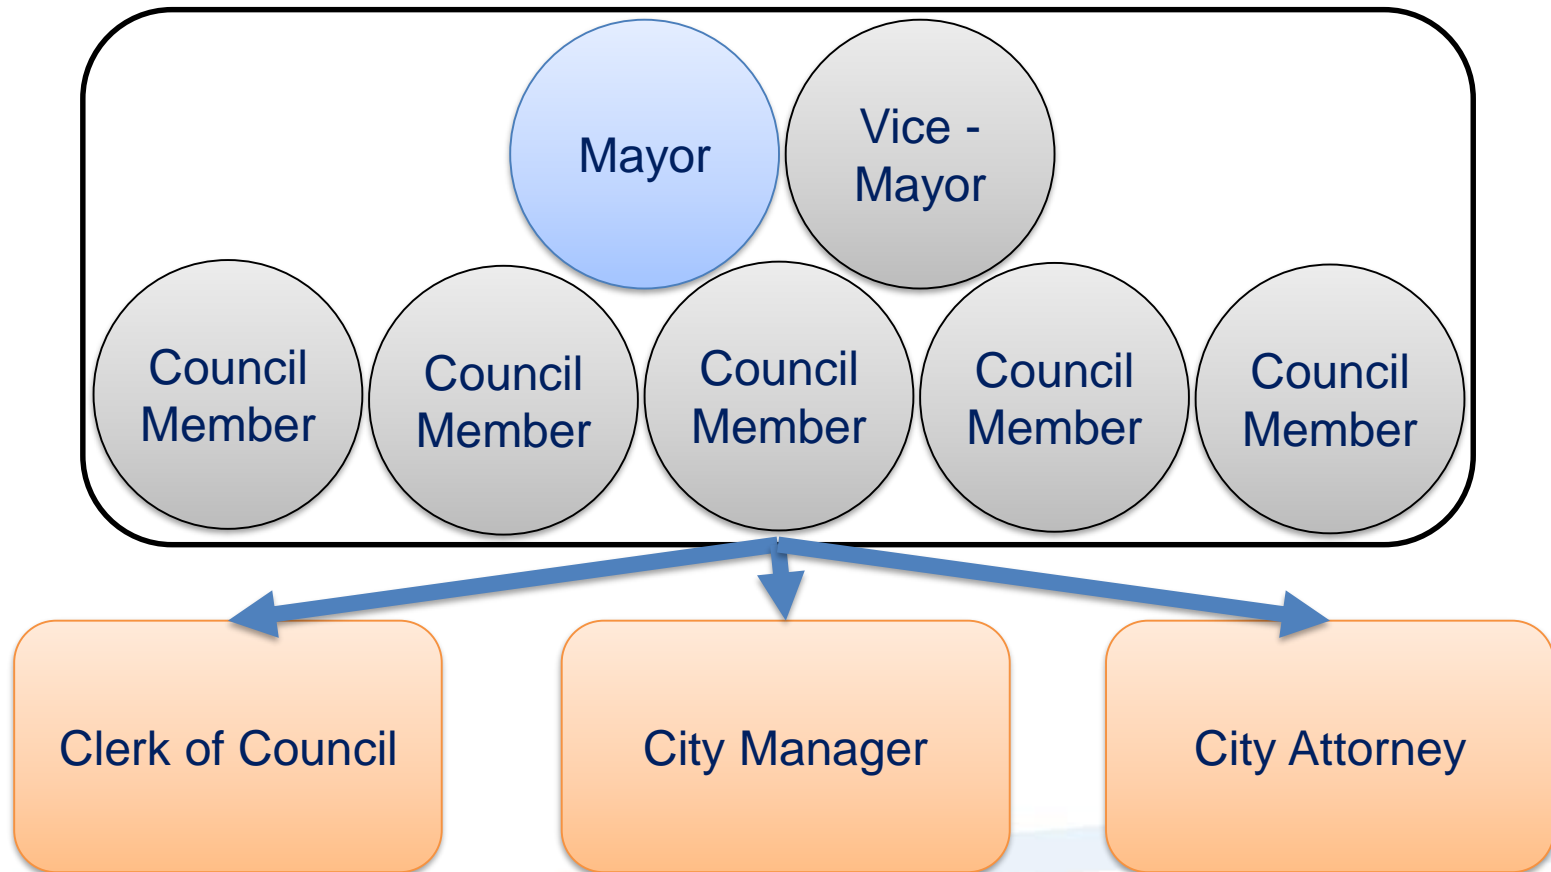 Mayor
Vice -
Mayor
Council
Member
Council
Member
Council
Member
Council
Member
Council
Member
Clerk of Council
City Manager
City Attorney